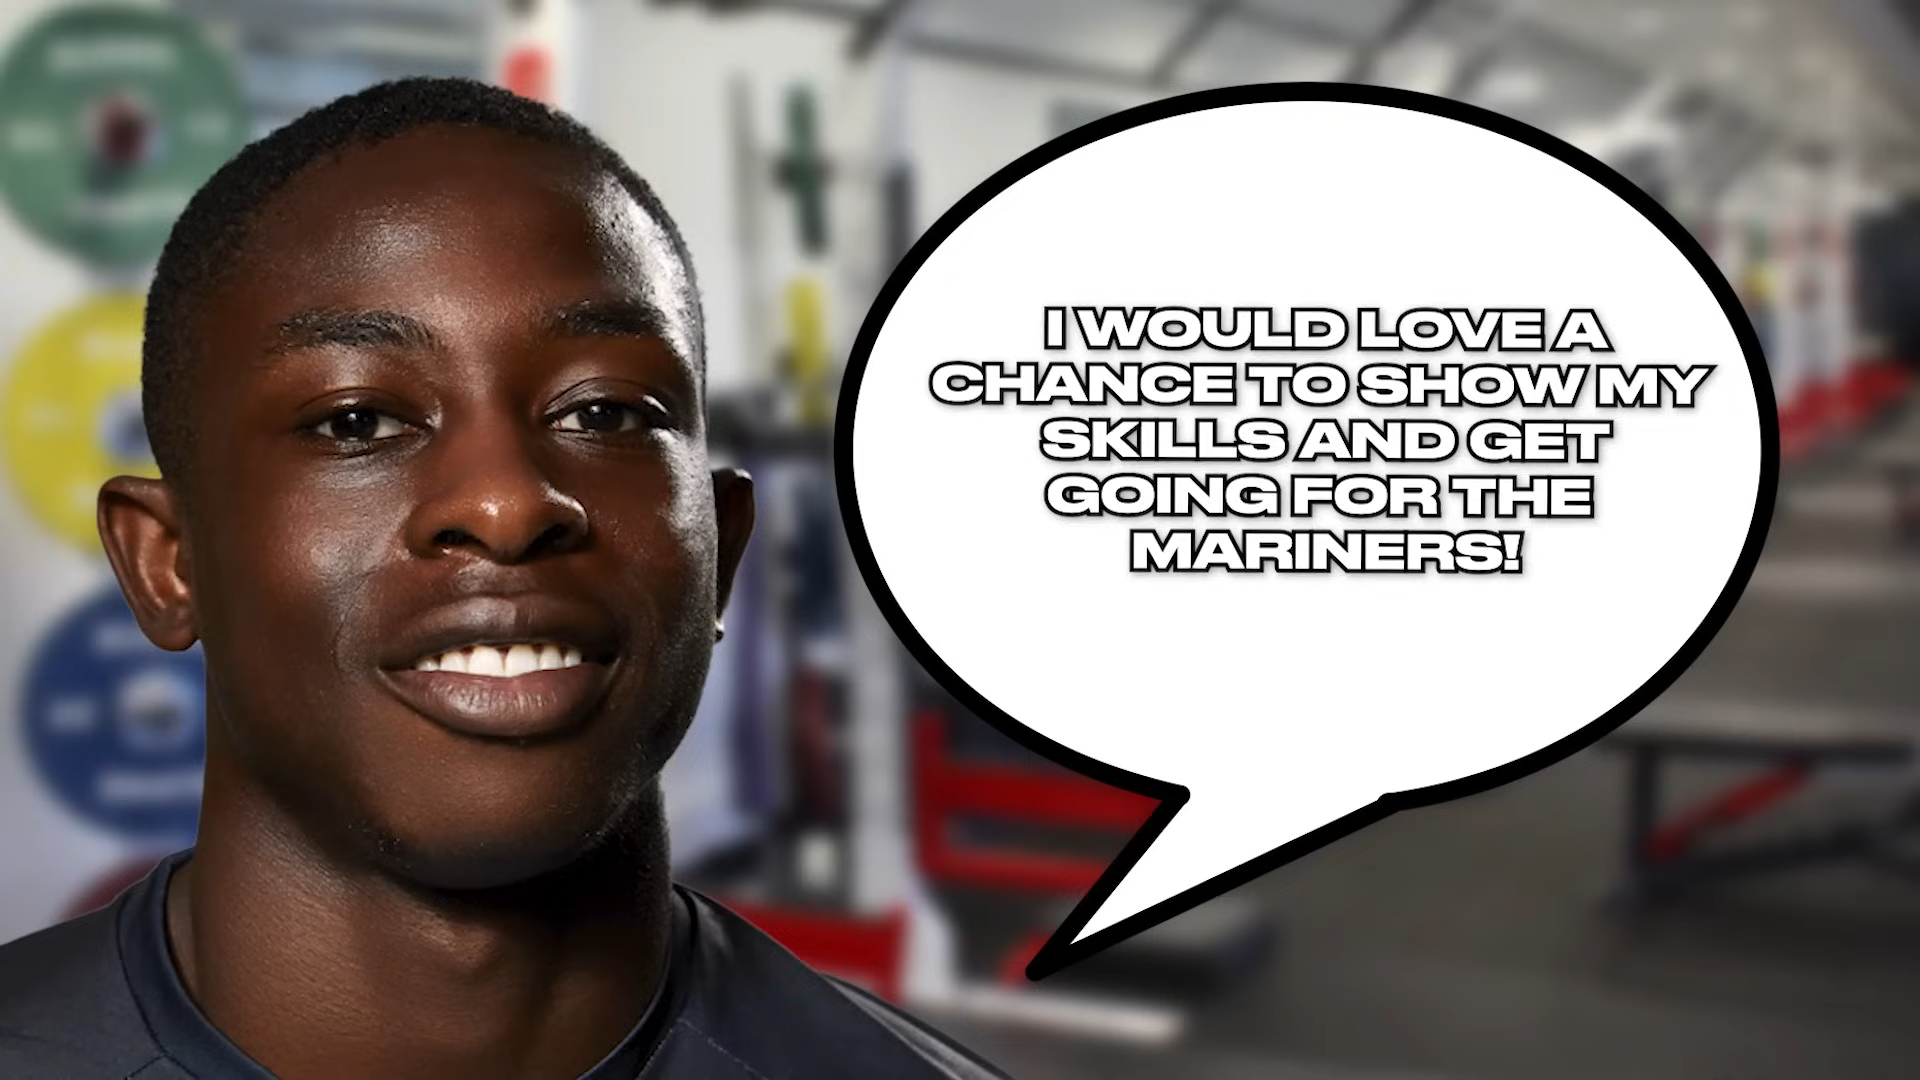 I WOULD LOVE A
CHANCE TO SHOW MY
SKILLS AND GET
GOING FOR THE
MARINERS!